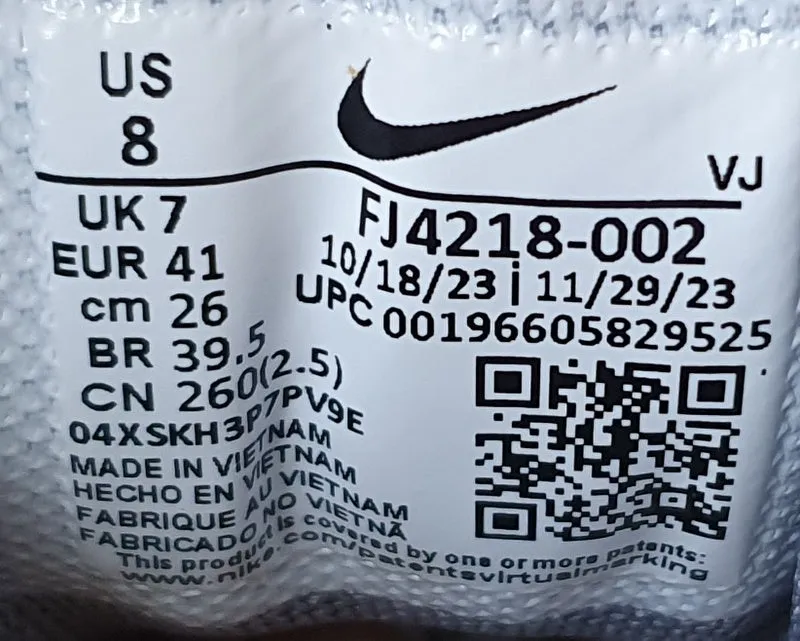 US
8
VJ
UK 7
EUR 41
cm 26
BR 39.5
CN 260(2.5)
04XSKH3P7PV9E
FJ4218-002
10/18/23 | 11/29/23
UPC 00196605829525
MADE IN VIETNAM
HECHO EN VIETNAM
FABRIQUE AU VIETNAM
FABRICADO NO VIETNÃ
This product is covered by one or more patents:
www.nike.com/patentsvirtualmarking